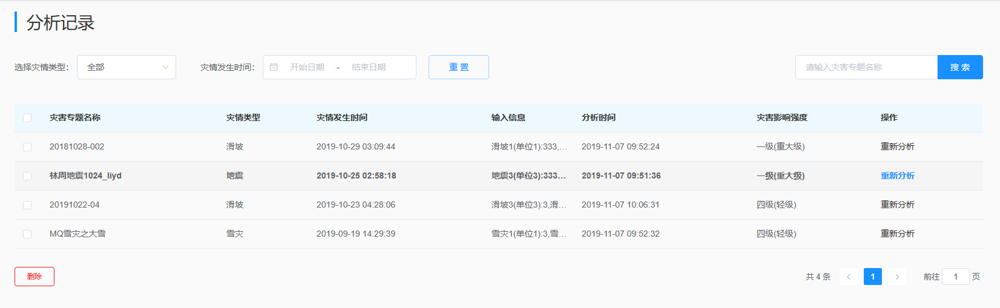 分析记录
选择灾情类型： 全部 灾情发生时间： 开始日期 - 结束日期 重 置 请输入灾害专题名称 搜 索
灾害专题名称 灾情类型 灾情发生时间 输入信息 分析时间 灾害影响强度 操作
20181028-002 滑坡 2019-10-29 03:09:44 滑坡1(单位1):333,... 2019-11-07 09:52:24 一级(重大级) 重新分析
林周地震1024_liyd 地震 2019-10-25 02:58:18 地震3(单位3):333... 2019-11-07 09:51:36 一级(重大级) 重新分析
20191022-04 滑坡 2019-10-23 04:28:06 滑坡3(单位3):3,滑... 2019-11-07 10:06:31 四级(轻级) 重新分析
MQ雪灾之大雪 雪灾 2019-09-19 14:29:39 雪灾1(单位1):3,雪... 2019-11-07 09:52:32 四级(轻级) 重新分析
删除 共 4 条 1 前往 1 页